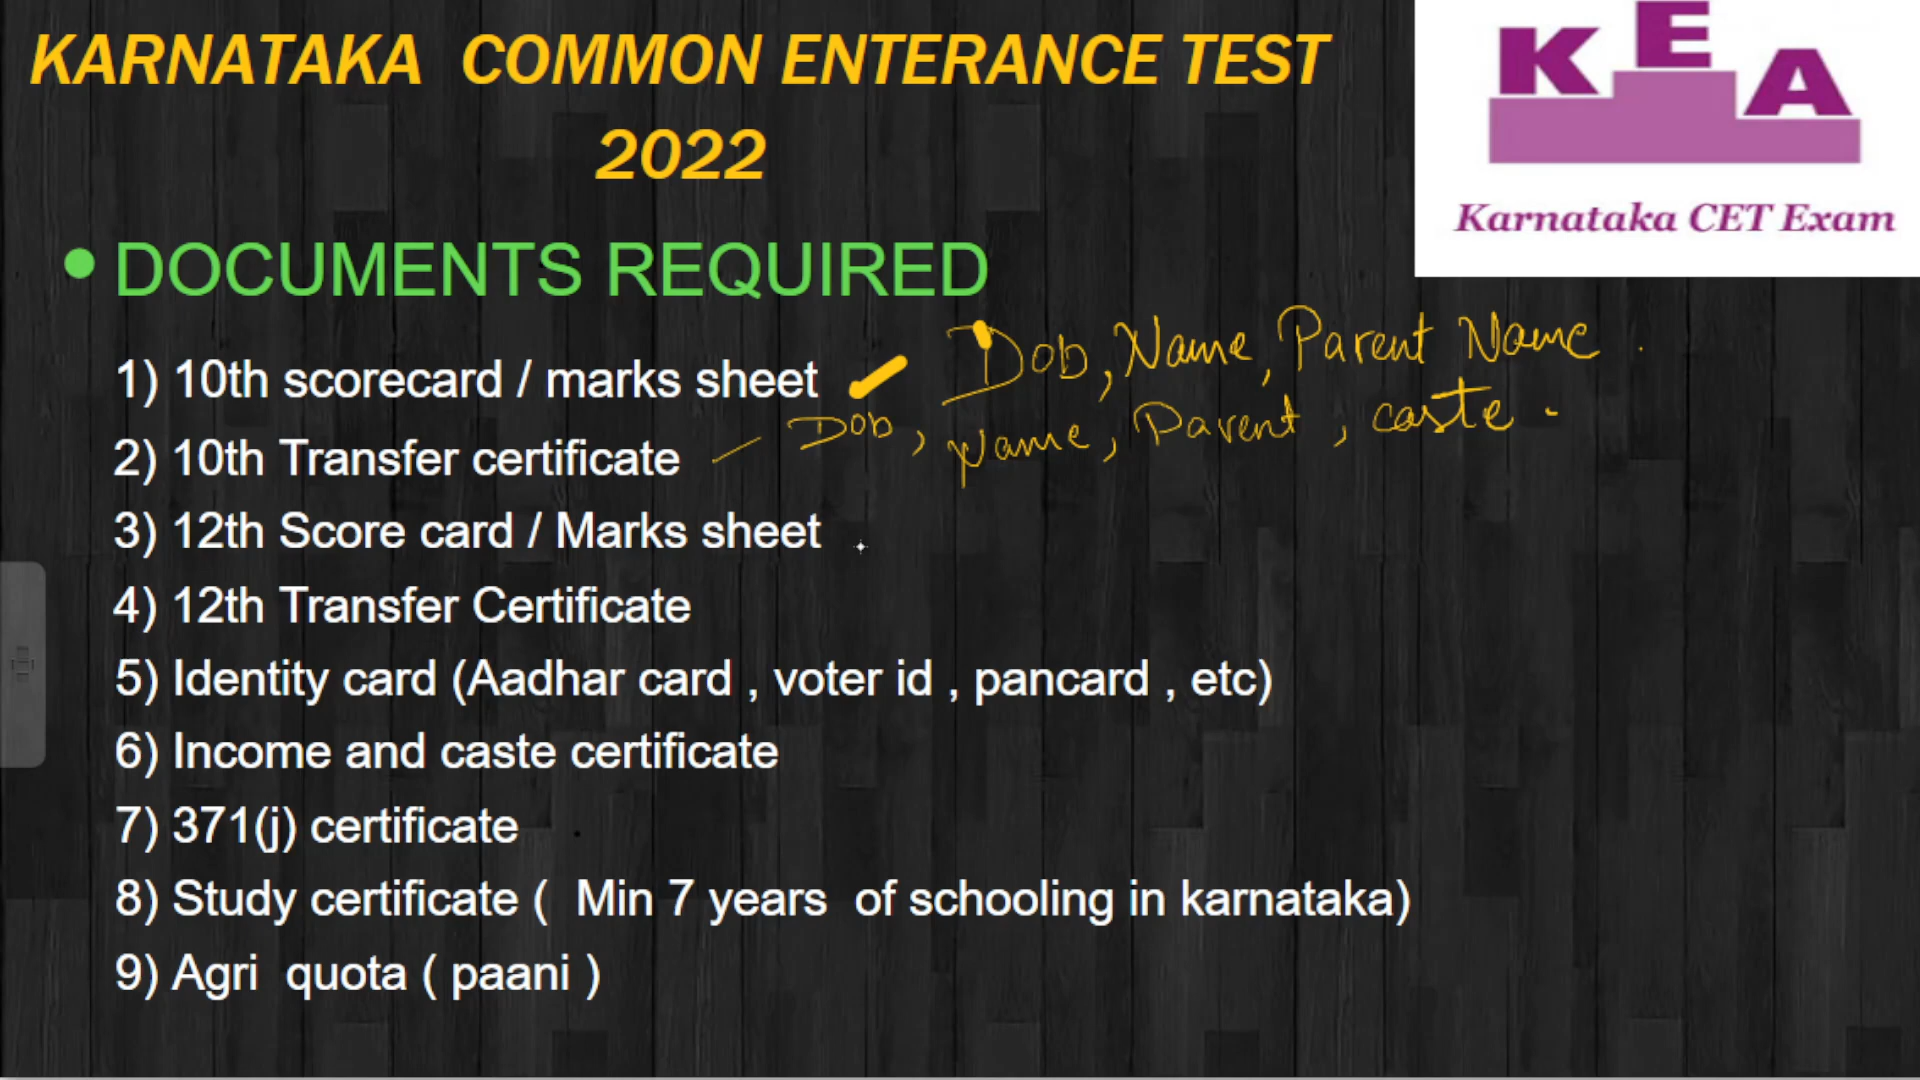 KARNATAKA COMMON ENTERANCE TEST
2022
KEA
Karnataka CET Exam
• DOCUMENTS REQUIRED
1) 10th scorecard / marks sheet Dob, Name, Parent Name.
2) 10th Transfer certificate – Dob, Name, Parent, caste.
3) 12th Score card / Marks sheet
4) 12th Transfer Certificate
5) Identity card (Aadhar card , voter id , pancard , etc)
6) Income and caste certificate
7) 371(j) certificate
8) Study certificate ( Min 7 years of schooling in karnataka)
9) Agri quota ( paani )